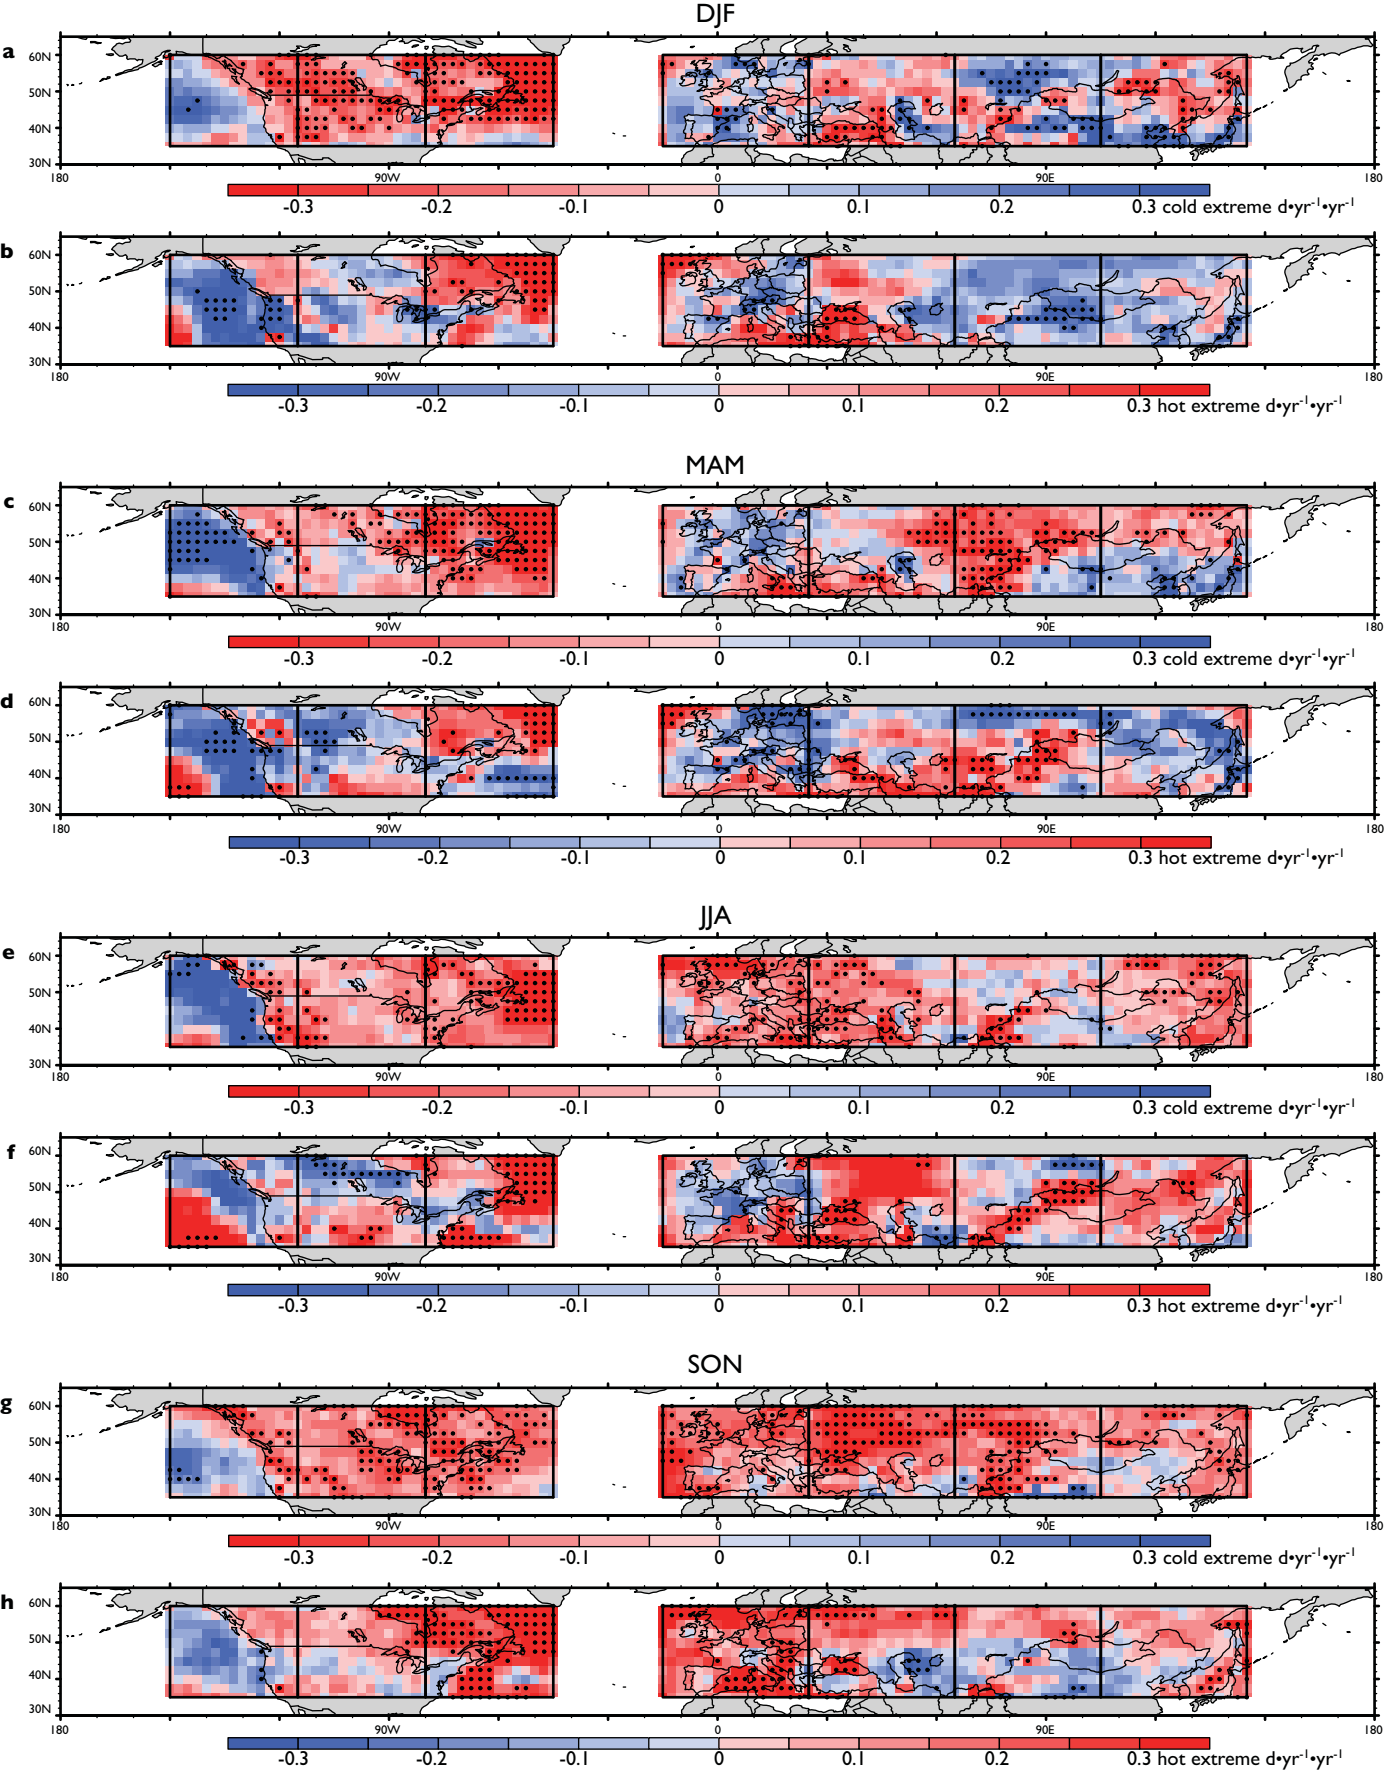 DJF
a
60N
50N
40N
30N
180 90W 0 90E 180
-0.3 -0.2 -0.1 0 0.1 0.2 0.3 cold extreme d•yr⁻¹•yr⁻¹
b
60N
50N
40N
30N
180 90W 0 90E 180
-0.3 -0.2 -0.1 0 0.1 0.2 0.3 hot extreme d•yr⁻¹•yr⁻¹
MAM
c
60N
50N
40N
30N
180 90W 0 90E 180
-0.3 -0.2 -0.1 0 0.1 0.2 0.3 cold extreme d•yr⁻¹•yr⁻¹
d
60N
50N
40N
30N
180 90W 0 90E 180
-0.3 -0.2 -0.1 0 0.1 0.2 0.3 hot extreme d•yr⁻¹•yr⁻¹
JJA
e
60N
50N
40N
30N
180 90W 0 90E 180
-0.3 -0.2 -0.1 0 0.1 0.2 0.3 cold extreme d•yr⁻¹•yr⁻¹
f
60N
50N
40N
30N
180 90W 0 90E 180
-0.3 -0.2 -0.1 0 0.1 0.2 0.3 hot extreme d•yr⁻¹•yr⁻¹
SON
g
60N
50N
40N
30N
180 90W 0 90E 180
-0.3 -0.2 -0.1 0 0.1 0.2 0.3 cold extreme d•yr⁻¹•yr⁻¹
h
60N
50N
40N
30N
180 90W 0 90E 180
-0.3 -0.2 -0.1 0 0.1 0.2 0.3 hot extreme d•yr⁻¹•yr⁻¹